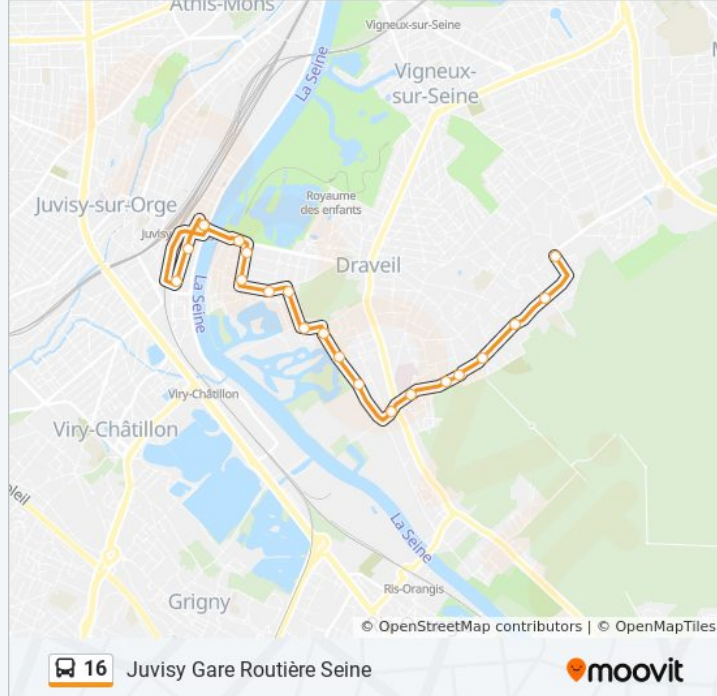 Athis-Mons
Vigneux-sur-Seine
La Seine
Vigneux-
sur-Seine
Royaume
des enfants
Juvisy-sur-Orge
Juvisy
Draveil
La Seine
Viry-Châtillon
Viry-Châtillon
La Seine
Ris-Orangis
Grigny
© OpenStreetMap contributors | © OpenMapTiles
16 Juvisy Gare Routière Seine
moovit